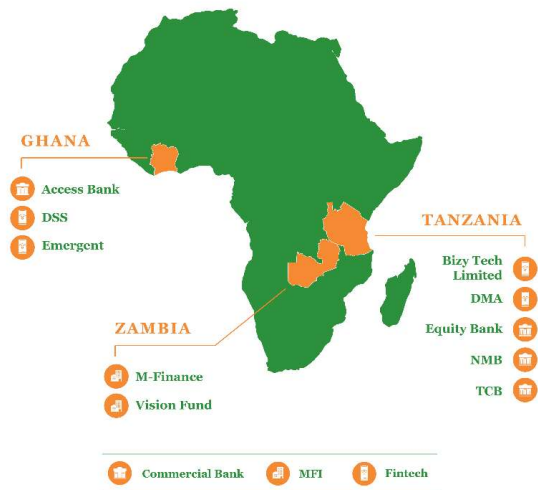 GHANA
Access Bank
DSS
Emergent
TANZANIA
Bizy Tech
Limited
DMA
Equity Bank
NMB
TCB
ZAMBIA
M-Finance
Vision Fund
Commercial Bank
MFI
Fintech